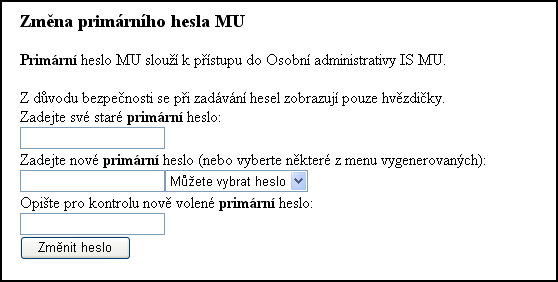 Změna primárního hesla MU
Primární heslo MU slouží k přístupu do Osobní administrativy IS MU.
Z důvodu bezpečnosti se při zadávání hesel zobrazují pouze hvězdičky.
Zadejte své staré primární heslo:
Zadejte nové primární heslo (nebo vyberte některé z menu vygenerovaných):
Můžete vybrat heslo
Opište pro kontrolu nově volené primární heslo:
Změnit heslo